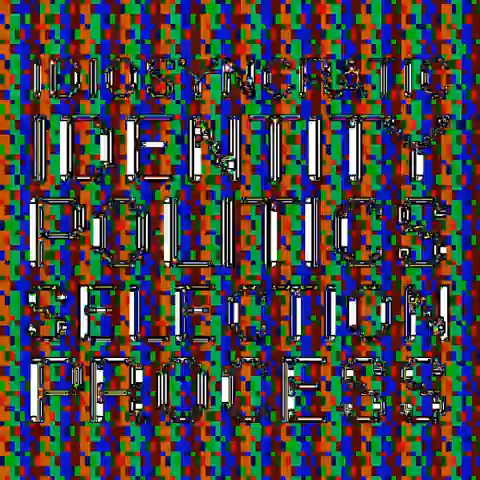 IDIOSYNCRATIC
IDENTITY
POLITICS
SELECTION
PROCESS